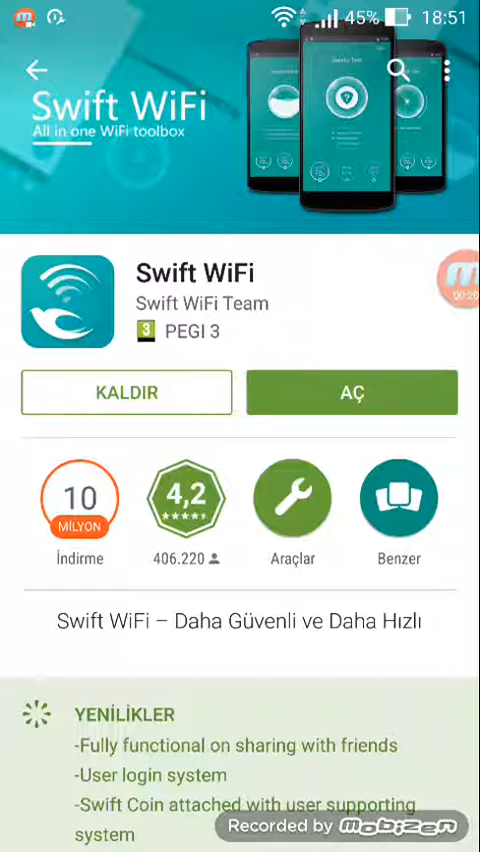 45% 18:51
Swift WiFi
All in one WiFi toolbox
Swift WiFi
Swift WiFi Team
3 PEGI 3
00:20
KALDIR AÇ
10 MİLYON
4,2
İndirme 406.220 Araçlar Benzer
Swift WiFi – Daha Güvenli ve Daha Hızlı
YENİLİKLER
-Fully functional on sharing with friends
-User login system
-Swift Coin attached with user supporting
system
Recorded by mobizen